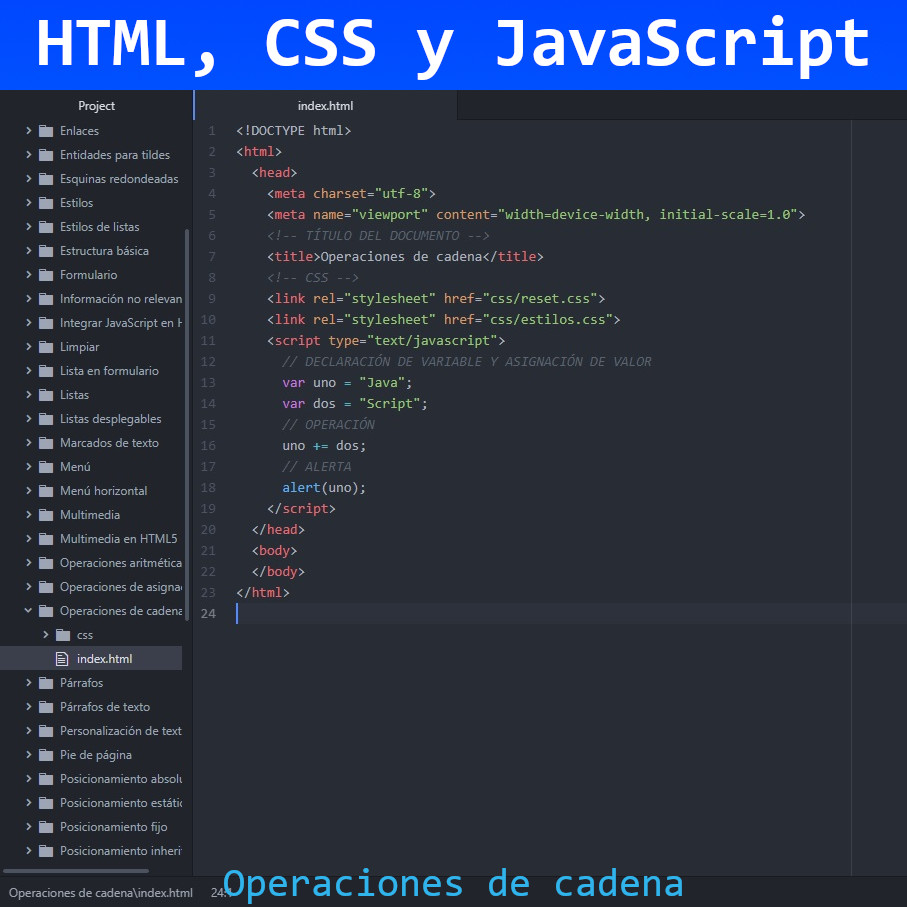 HTML, CSS y JavaScript
Project
Enlaces
Entidades para tildes
Esquinas redondeadas
Estilos
Estilos de listas
Estructura básica
Formulario
Información no relevan
Integrar JavaScript en H
Limpiar
Lista en formulario
Listas
Listas desplegables
Marcados de texto
Menú
Menú horizontal
Multimedia
Multimedia en HTML5
Operaciones aritmética
Operaciones de asigna
Operaciones de cadena
css
index.html
Párrafos
Párrafos de texto
Personalización de text
Pie de página
Posicionamiento absolu
Posicionamiento estátic
Posicionamiento fijo
Posicionamiento inheri
index.html
1 <!DOCTYPE html>
2 <html>
3 <head>
4 <meta charset="utf-8">
5 <meta name="viewport" content="width=device-width, initial-scale=1.0">
6 <!-- TÍTULO DEL DOCUMENTO -->
7 <title>Operaciones de cadena</title>
8 <!-- CSS -->
9 <link rel="stylesheet" href="css/reset.css">
10 <link rel="stylesheet" href="css/estilos.css">
11 <script type="text/javascript">
12 // DECLARACIÓN DE VARIABLE Y ASIGNACIÓN DE VALOR
13 var uno = "Java";
14 var dos = "Script";
15 // OPERACIÓN
16 uno += dos;
17 // ALERTA
18 alert(uno);
19 </script>
20 </head>
21 <body>
22 </body>
23 </html>
24
Operaciones de cadena\index.html 24:1
Operaciones de cadena